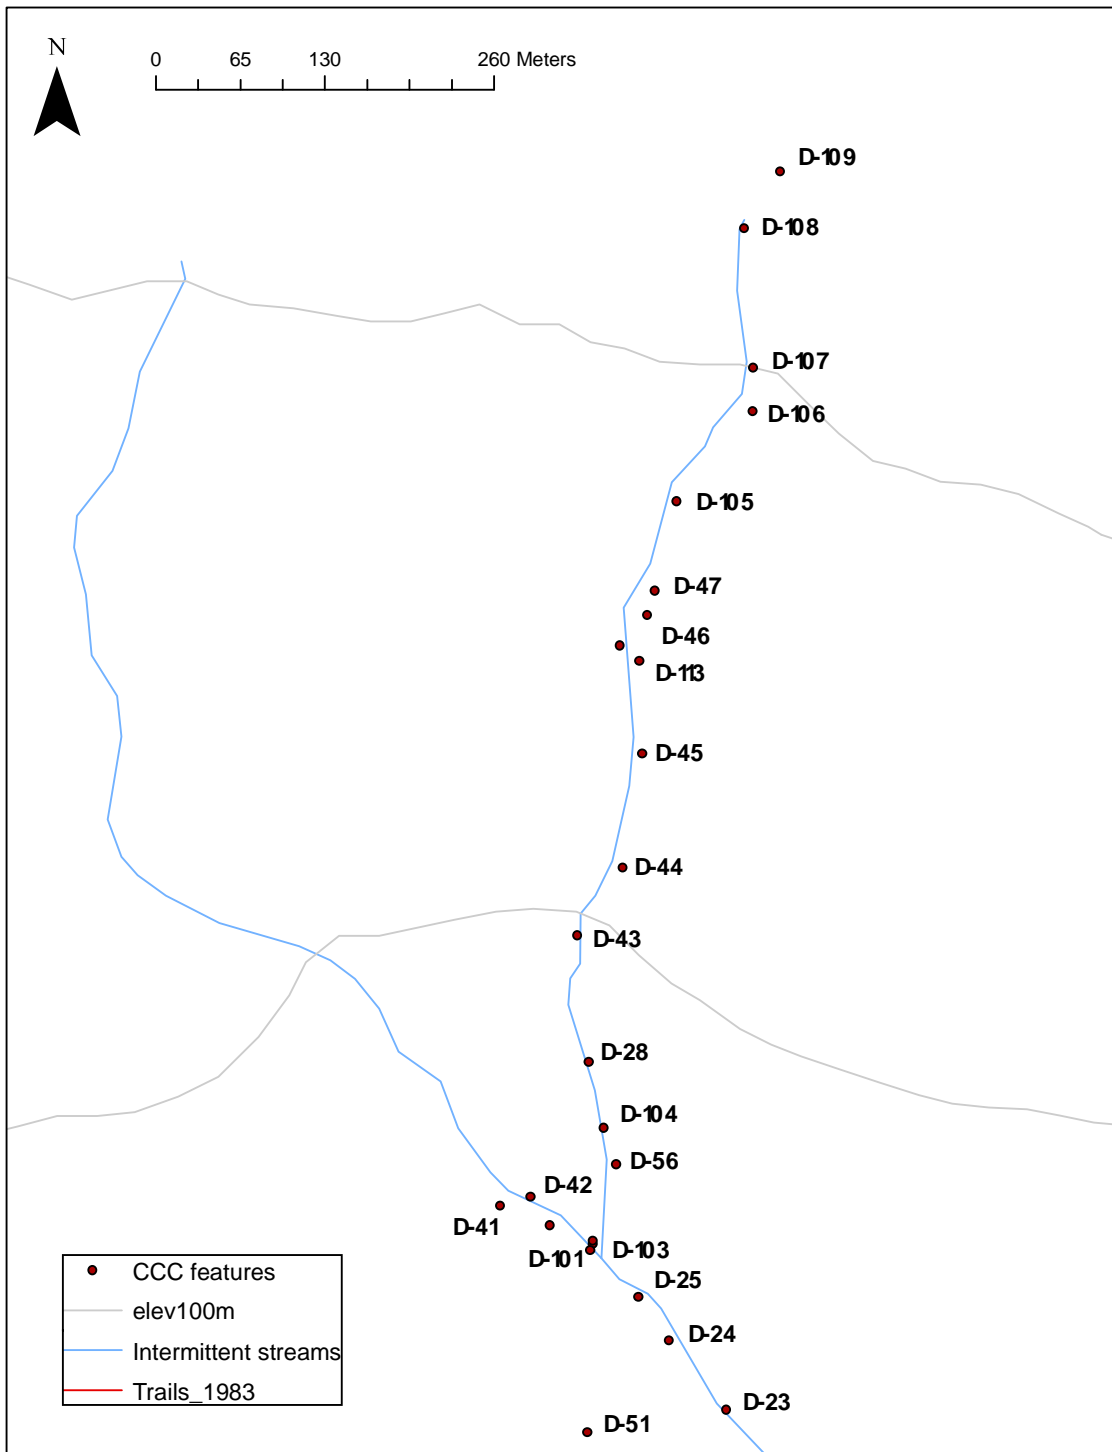 N
0 65 130 260 Meters
D-109
D-108
D-107
D-106
D-105
D-47
D-46
D-113
D-45
D-44
D-43
D-28
D-104
D-56
D-42
D-41
D-103
D-101
D-25
D-24
D-23
D-51
CCC features
elev100m
Intermittent streams
Trails_1983